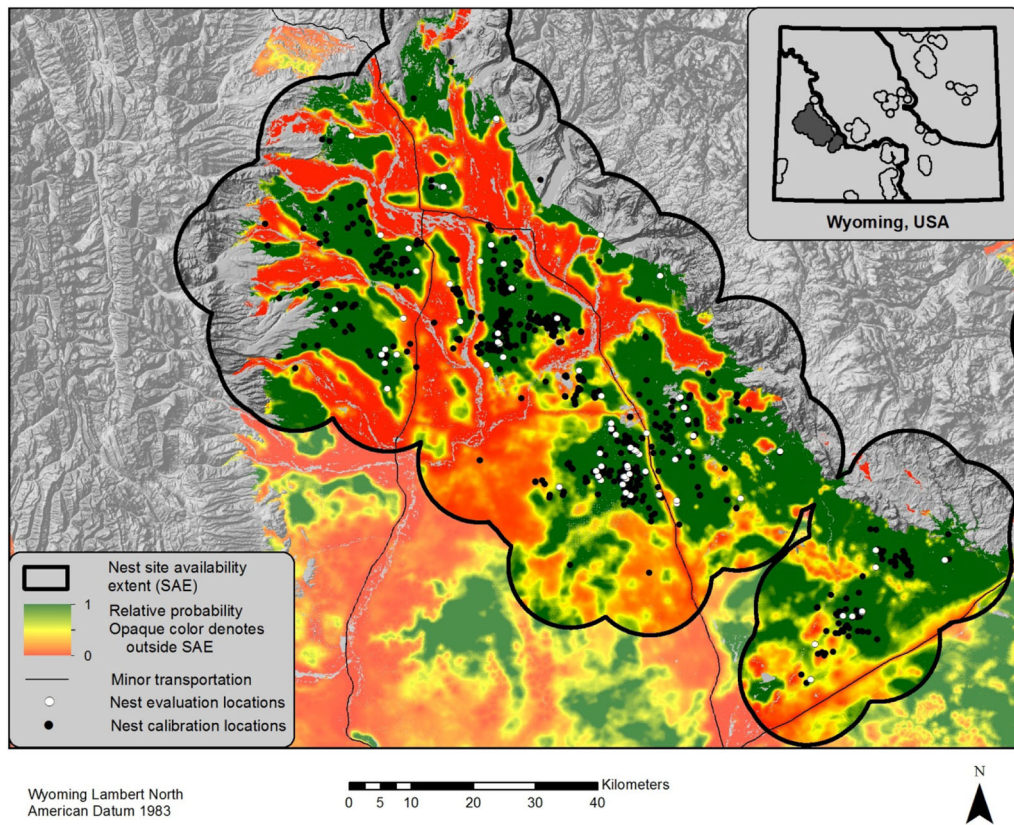 Wyoming, USA
Nest site availability
extent (SAE)
1
Relative probability
Opaque color denotes
outside SAE
0
Minor transportation
Nest evaluation locations
Nest calibration locations
Wyoming Lambert North
American Datum 1983
Kilometers
0 5 10 20 30 40
N